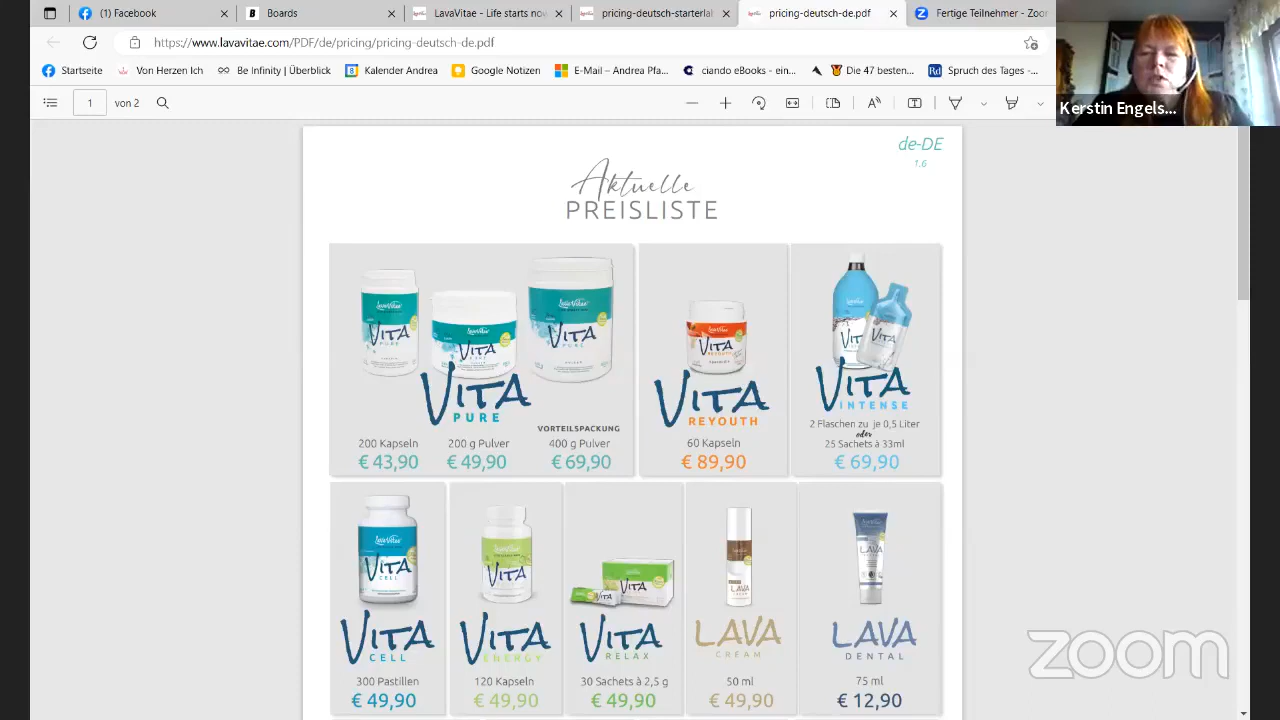 (1) Facebook
Boards
LavaVitae - Life starts nov
pricing-deutsch-starterlal
pricing-deutsch-de.pdf
Fertige Teilnehmer - Zoor
https://www.lavavitae.com/PDF/de/pricing/pricing-deutsch-de.pdf
Startseite
Von Herzen Ich
Be Infinity | Überblick
Kalender Andrea
Google Notizen
E-Mail – Andrea Pfa...
ciando eBooks - ein...
Die 47 besten...
Spruch des Tages -...
1
von 2
Kerstin Engels...
de-DE
1.6
Aktuelle
PREISLISTE
VITA
PURE
VORTEILSPACKUNG
200 Kapseln
200 g Pulver
400 g Pulver
€ 43,90
€ 49,90
€ 69,90
VITA
REYOUTH
60 Kapseln
€ 89,90
VITA
INTENSE
2 Flaschen zu je 0,5 Liter
oder
25 Sachets à 33ml
€ 69,90
VITA
CELL
300 Pastillen
€ 49,90
VITA
ENERGY
120 Kapseln
€ 49,90
VITA
RELAX
30 Sachets à 2,5 g
€ 49,90
LAVA
CREAM
50 ml
€ 49,90
LAVA
DENTAL
75 ml
€ 12,90
zoom